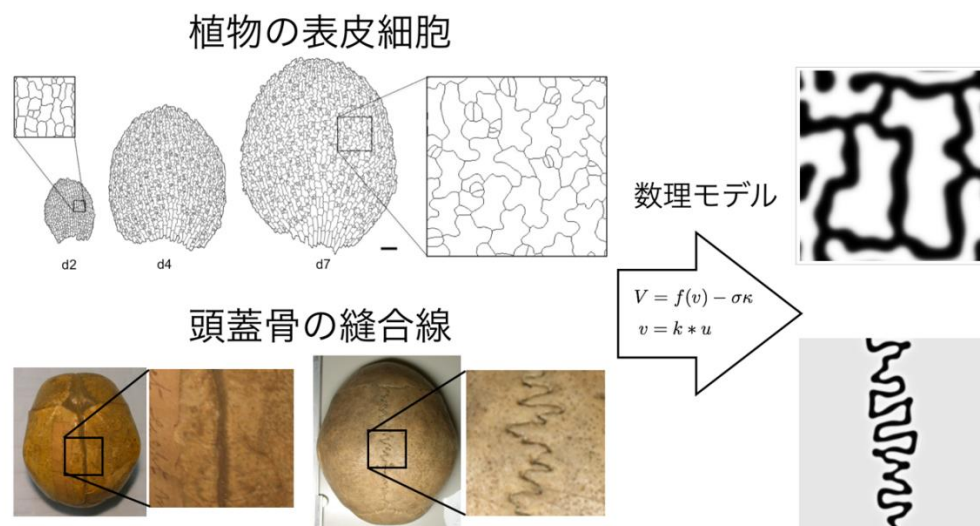 植物の表皮細胞
d2
d4
d7
数理モデル
V = f(v) − σκ
v = k * u
頭蓋骨の縫合線